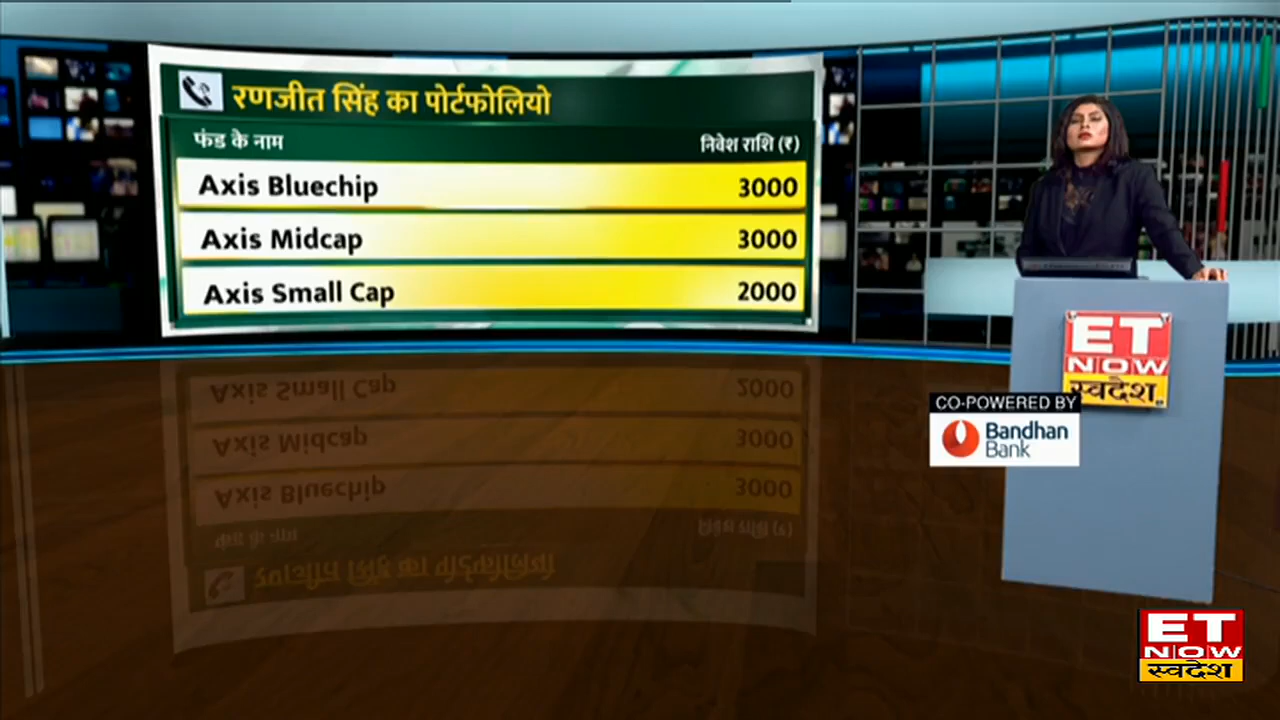 रणजीत सिंह का पोर्टफोलियो
फंड के नाम निवेश राशि (₹)
Axis Bluechip 3000
Axis Midcap 3000
Axis Small Cap 2000
ET
NOW
स्वदेश
CO-POWERED BY
Bandhan
Bank
ET
NOW
स्वदेश